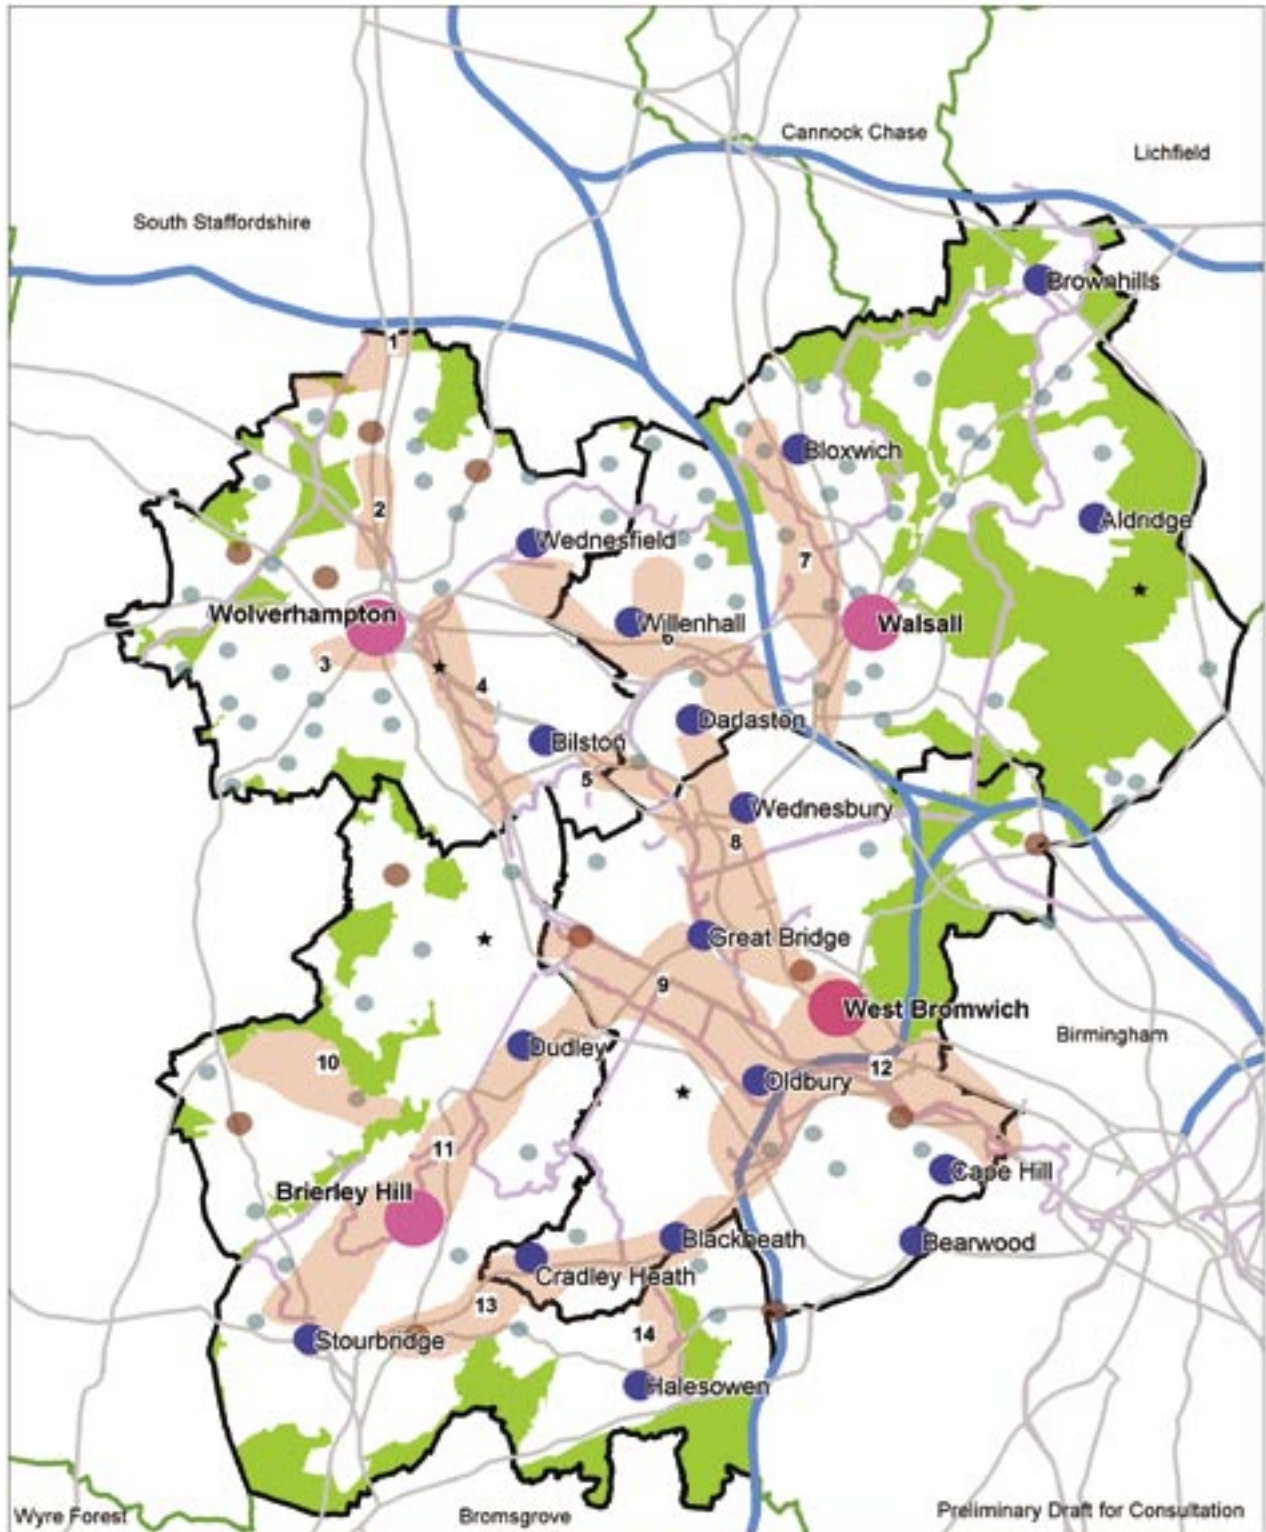 Cannock Chase
Lichfield
South Staffordshire
Brownhills
1
Bloxwich
2
Aldridge
Wednesfield
7
Wolverhampton
Willenhall
Walsall
6
3
4
Dadaston
Bilston
5
Wednesbury
8
Great Bridge
9
West Bromwich
Birmingham
Dudley
10
12
Oldbury
11
Cape Hill
Brierley Hill
Blackheath
Bearwood
Cradley Heath
13
14
Stourbridge
Halesowen
Wyre Forest
Bromsgrove
Preliminary Draft for Consultation